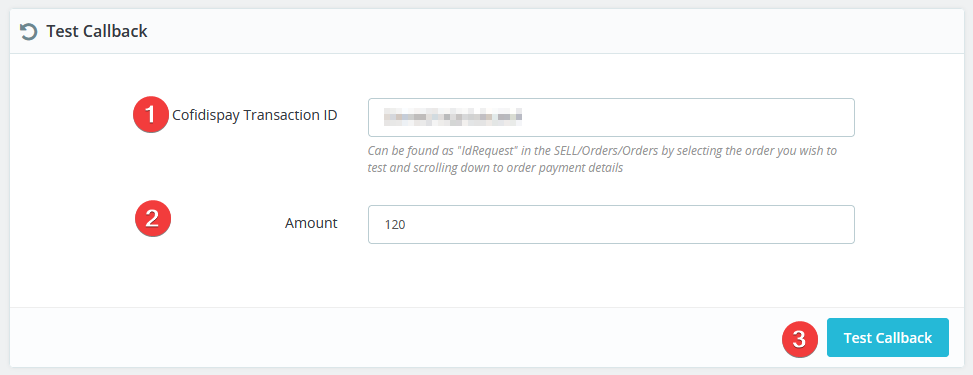 Test Callback
1 Cofidispay Transaction ID
Can be found as "IdRequest" in the SELL/Orders/Orders by selecting the order you wish to
test and scrolling down to order payment details
2 Amount 120
3 Test Callback